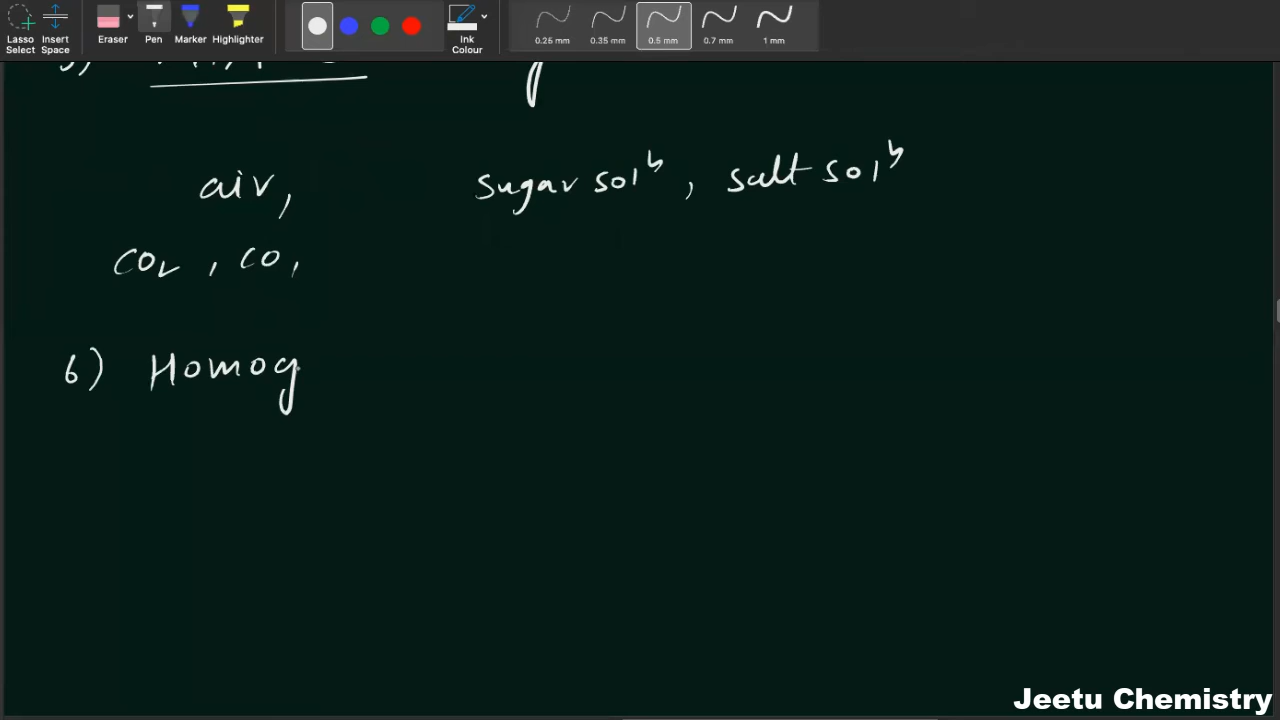 Lasso Select Insert Space Eraser Pen Marker Highlighter Ink Colour 0.25 mm 0.35 mm 0.5 mm 0.7 mm 1 mm
air, sugar solⁿ, salt solⁿ
CO₂, CO,
6) Homog
Jeetu Chemistry